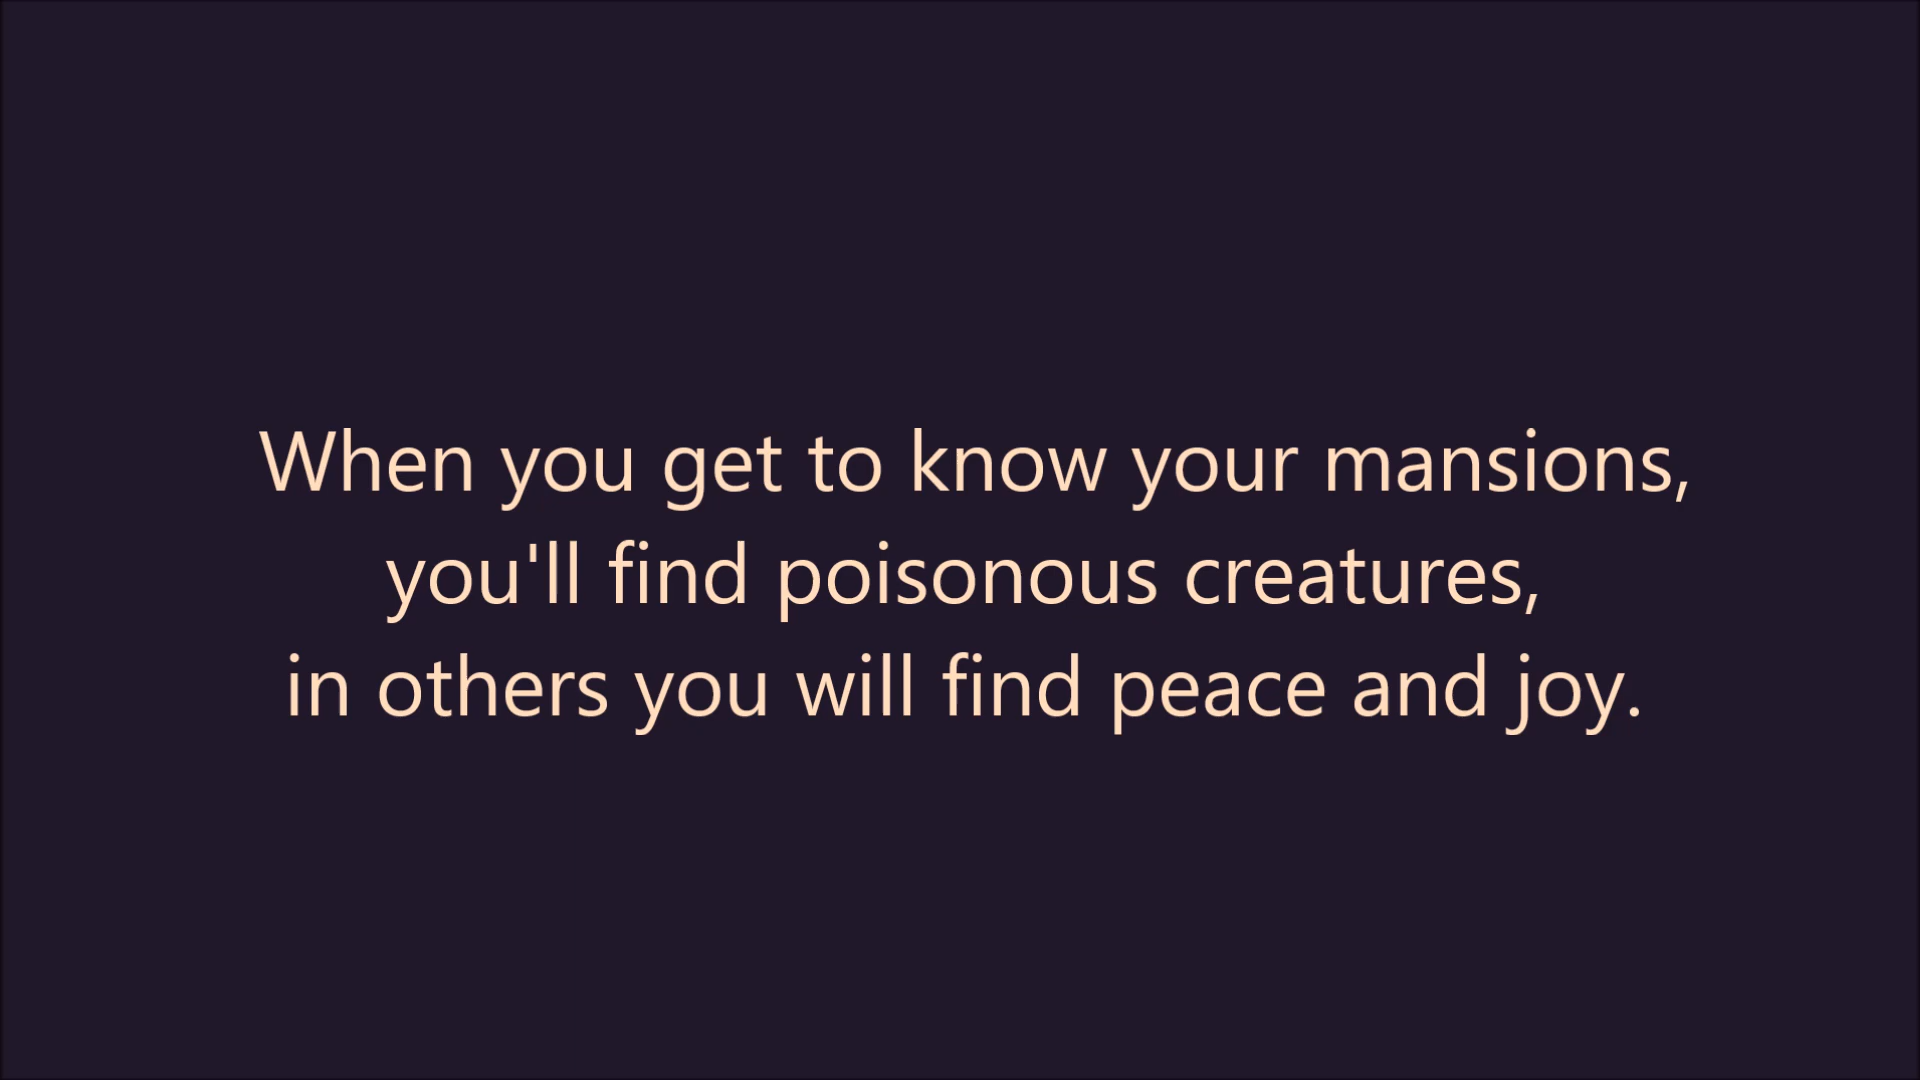 When you get to know your mansions,
you'll find poisonous creatures,
in others you will find peace and joy.